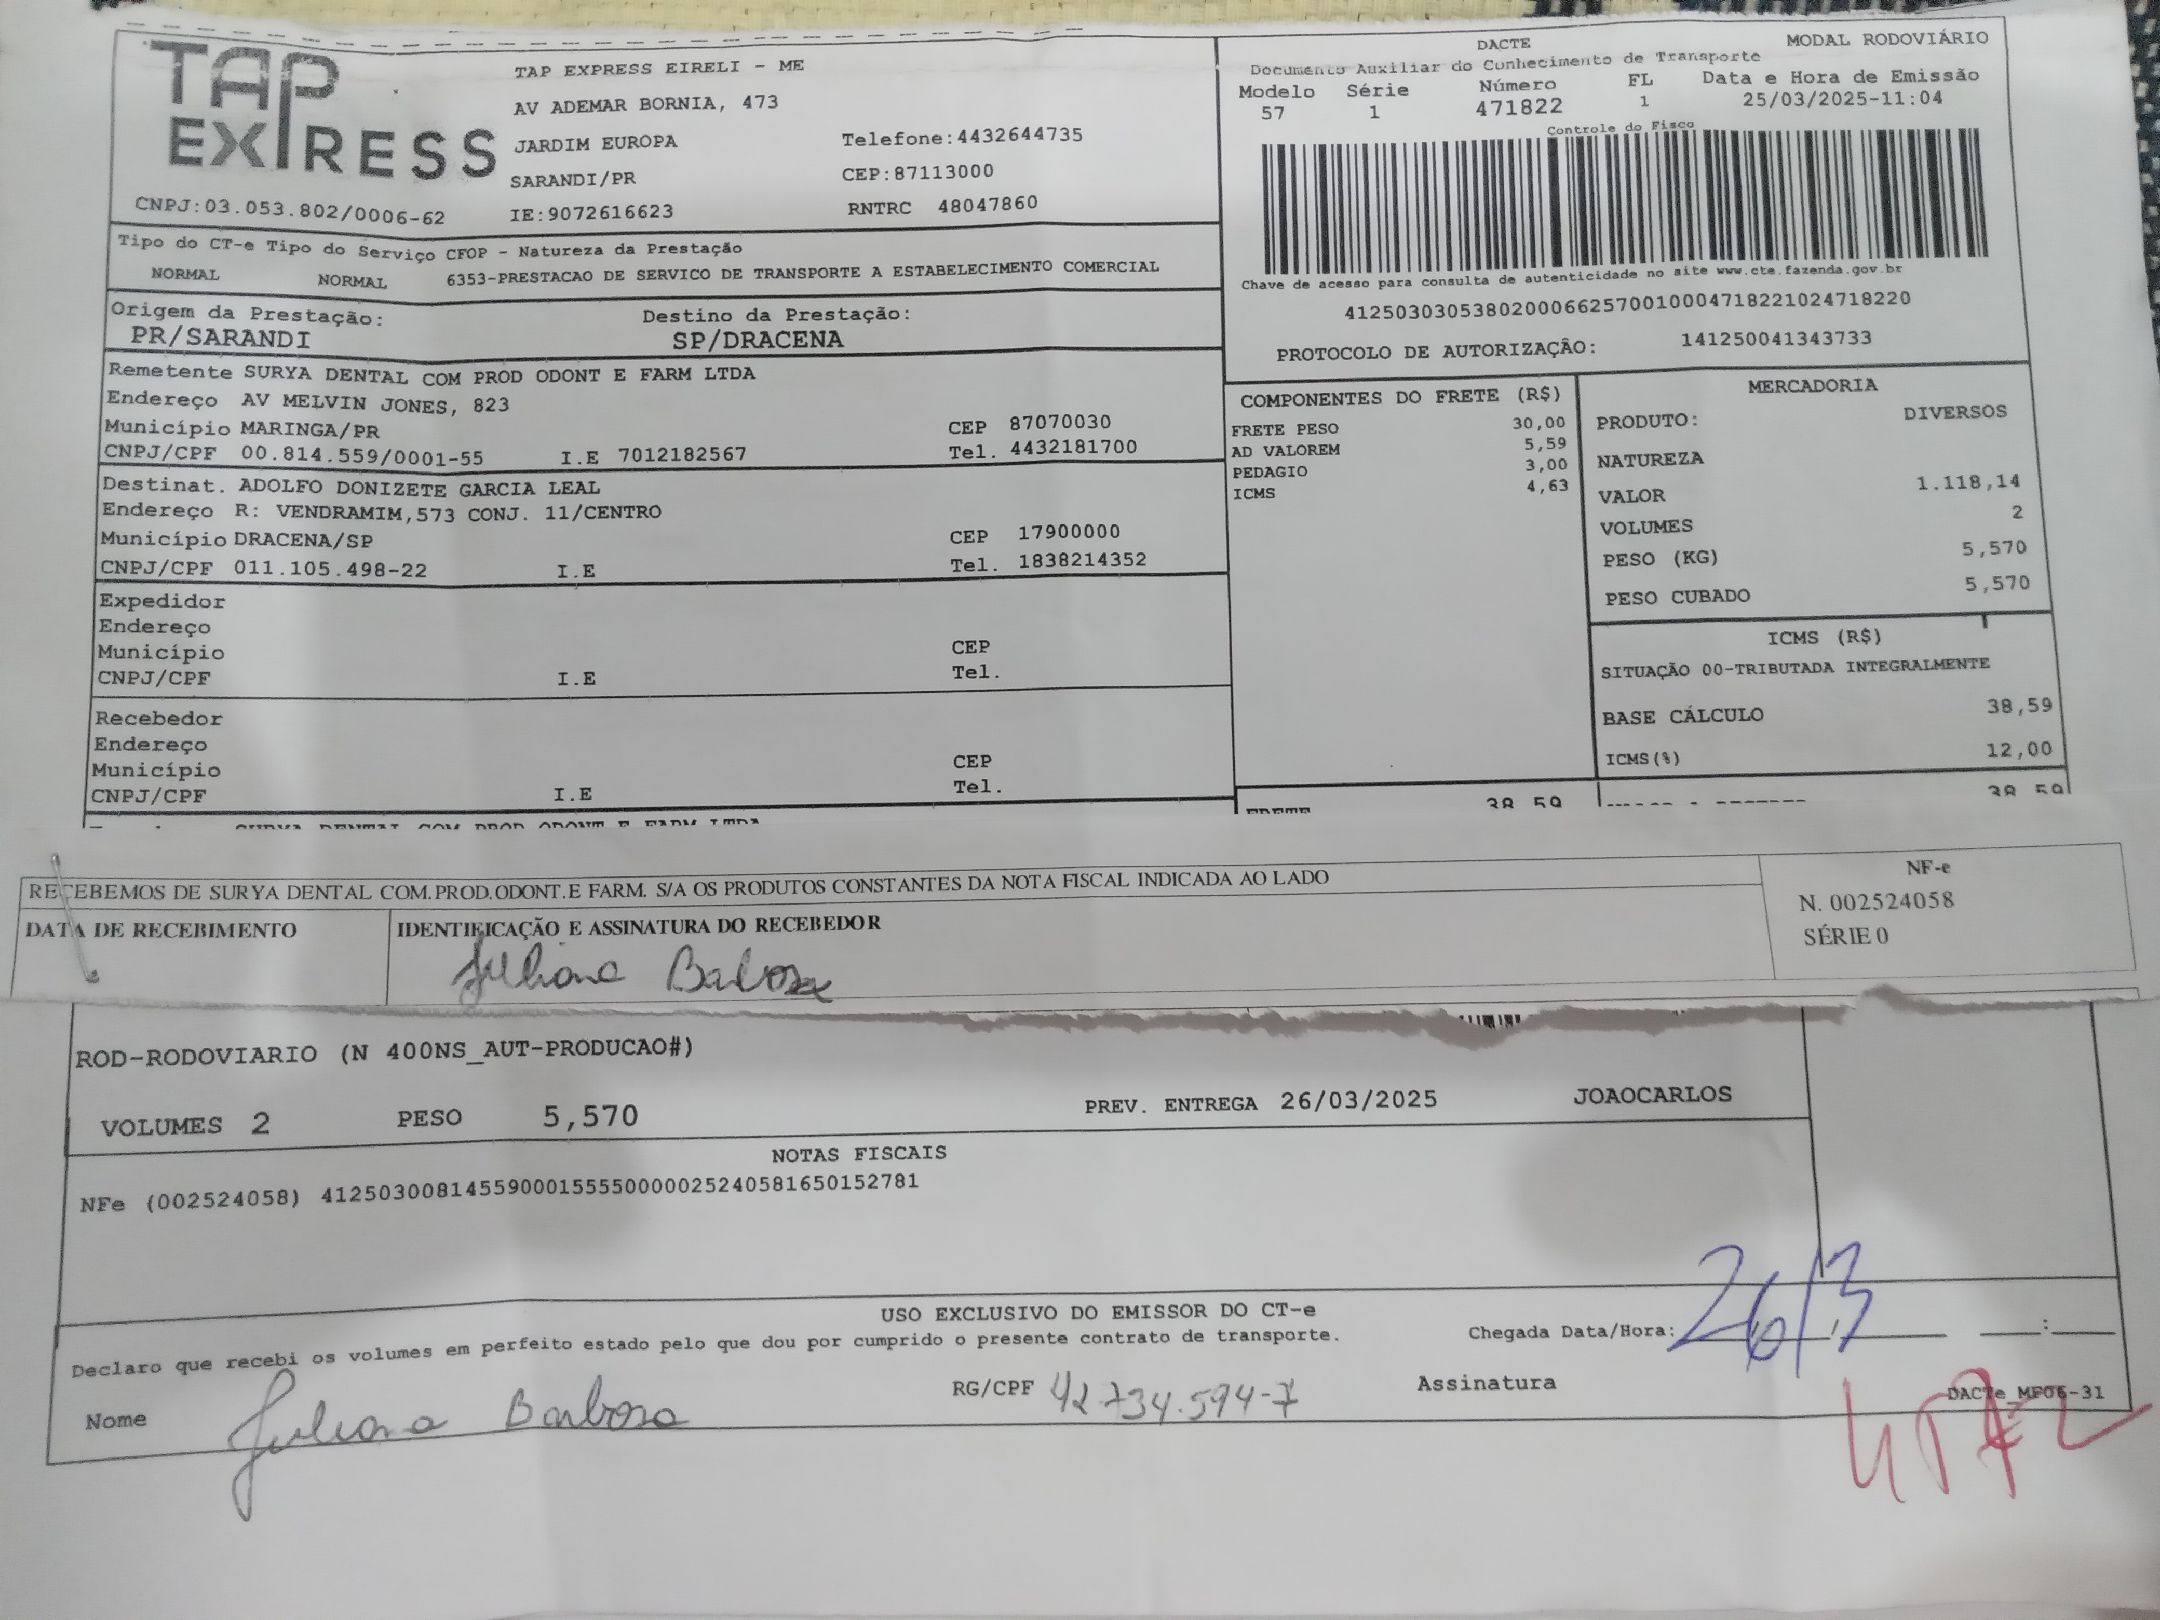 TAP EXPRESS
TAP EXPRESS EIRELI - ME
AV ADEMAR BORNIA, 473
JARDIM EUROPA Telefone:4432644735
SARANDI/PR CEP:87113000
CNPJ:03.053.802/0006-62 IE:9072616623 RNTRC 48047860
DACTE MODAL RODOVIÁRIO
Documento Auxiliar do Conhecimento de Transporte
Modelo Série Número FL Data e Hora de Emissão
57 1 471822 1 25/03/2025-11:04
Controle do Fisco
Chave de acesso para consulta de autenticidade no site www.cte.fazenda.gov.br
41250303053802000662570010004718221024718220
PROTOCOLO DE AUTORIZAÇÃO: 141250041343733
Tipo do CT-e Tipo do Serviço CFOP - Natureza da Prestação
NORMAL NORMAL 6353-PRESTACAO DE SERVICO DE TRANSPORTE A ESTABELECIMENTO COMERCIAL
Origem da Prestação: Destino da Prestação:
PR/SARANDI SP/DRACENA
Remetente SURYA DENTAL COM PROD ODONT E FARM LTDA
Endereço AV MELVIN JONES, 823
Município MARINGA/PR CEP 87070030
CNPJ/CPF 00.814.559/0001-55 I.E 7012182567 Tel. 4432181700
Destinat. ADOLFO DONIZETE GARCIA LEAL
Endereço R: VENDRAMIM,573 CONJ. 11/CENTRO
Município DRACENA/SP CEP 17900000
CNPJ/CPF 011.105.498-22 I.E Tel. 1838214352
Expedidor
Endereço
Município CEP
CNPJ/CPF I.E Tel.
Recebedor
Endereço
Município CEP
CNPJ/CPF I.E Tel.
SURYA DENTAL COM PROD ODONT E FARM LTDA
COMPONENTES DO FRETE (R$)
FRETE PESO 30,00
AD VALOREM 5,59
PEDAGIO 3,00
ICMS 4,63
FRETE 38,59
MERCADORIA
PRODUTO: DIVERSOS
NATUREZA
VALOR 1.118,14
VOLUMES 2
PESO (KG) 5,570
PESO CUBADO 5,570
ICMS (R$)
SITUAÇÃO 00-TRIBUTADA INTEGRALMENTE
BASE CÁLCULO 38,59
ICMS(%) 12,00
38,59
RECEBEMOS DE SURYA DENTAL COM.PROD.ODONT.E FARM. S/A OS PRODUTOS CONSTANTES DA NOTA FISCAL INDICADA AO LADO
DATA DE RECEBIMENTO IDENTIFICAÇÃO E ASSINATURA DO RECEBEDOR
Juliana Barbosa
NF-e
N. 002524058
SÉRIE 0
ROD-RODOVIARIO (N 400NS_AUT-PRODUCAO#)
VOLUMES 2 PESO 5,570 PREV. ENTREGA 26/03/2025 JOAOCARLOS
NOTAS FISCAIS
NFe (002524058) 41250300814559000155550000025240581650152781
USO EXCLUSIVO DO EMISSOR DO CT-e
Declaro que recebi os volumes em perfeito estado pelo que dou por cumprido o presente contrato de transporte. Chegada Data/Hora: 26/3
Nome Juliana Barbosa RG/CPF 42.734.594-7 Assinatura
DACTe_MF06-31